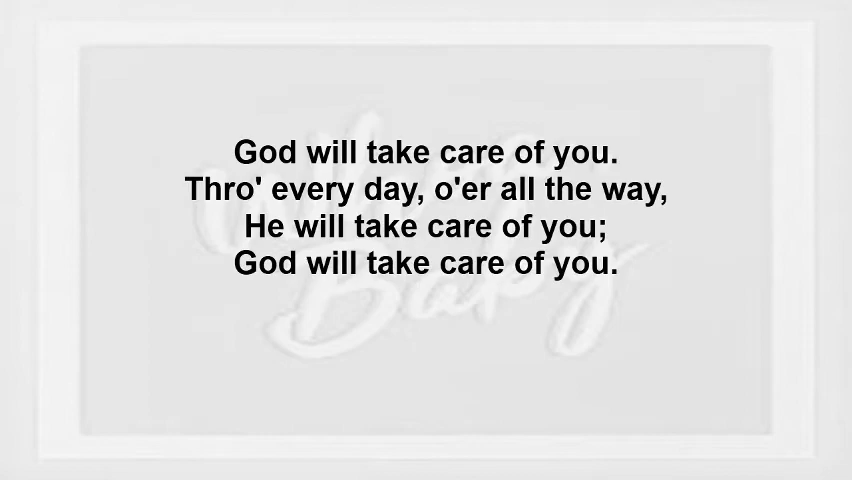 God will take care of you.
Thro' every day, o'er all the way,
He will take care of you;
God will take care of you.
Baby